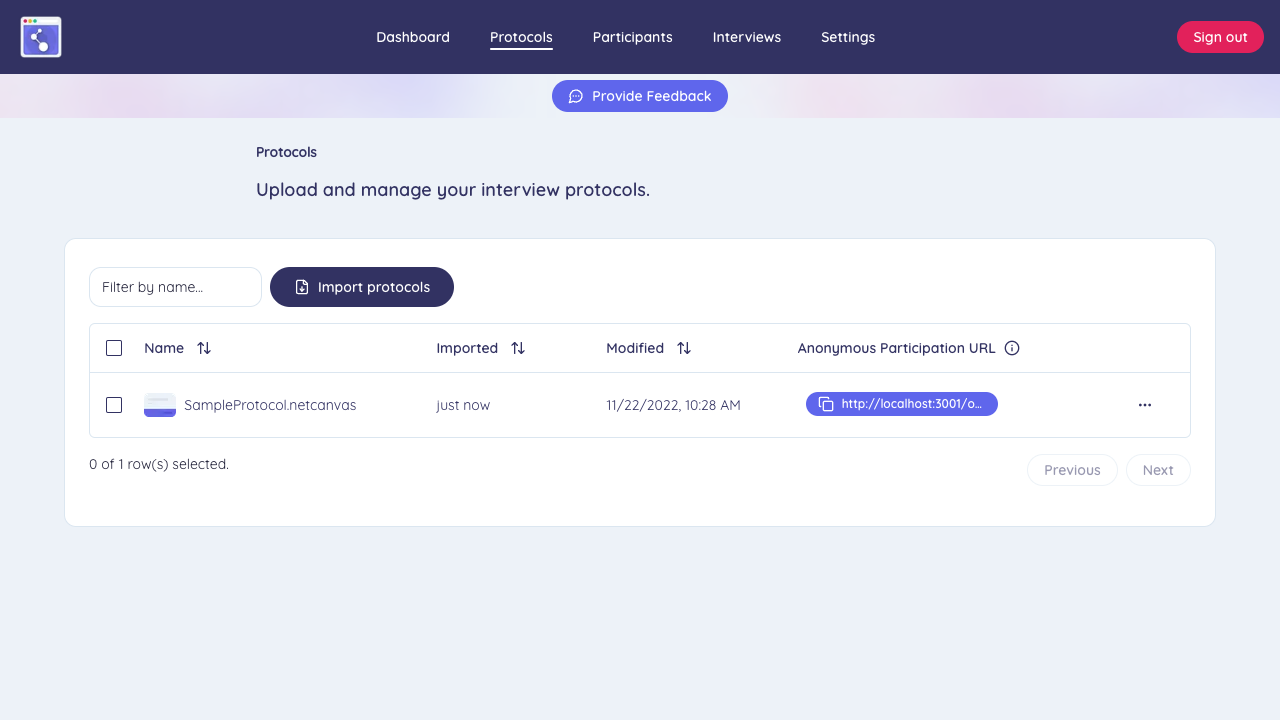 Dashboard Protocols Participants Interviews Settings Sign out
Provide Feedback
Protocols
Upload and manage your interview protocols.
Filter by name... Import protocols
Name Imported Modified Anonymous Participation URL
SampleProtocol.netcanvas just now 11/22/2022, 10:28 AM http://localhost:3001/o...
0 of 1 row(s) selected. Previous Next